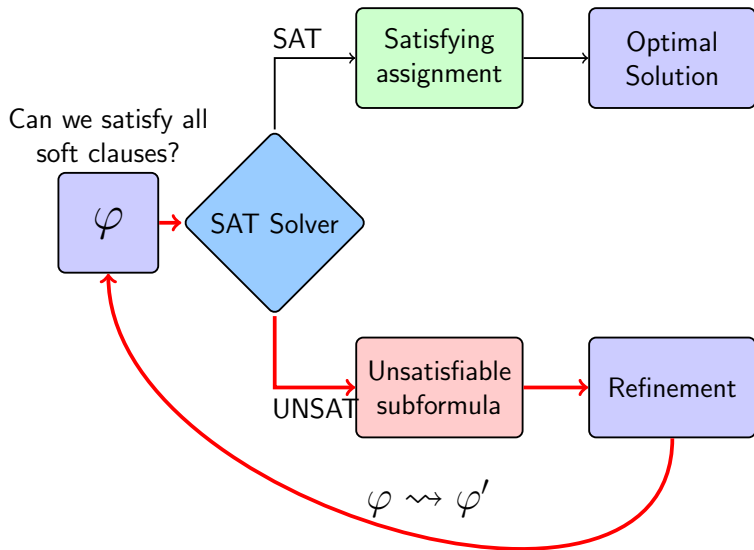 SAT
Satisfying
assignment
Optimal
Solution
Can we satisfy all
soft clauses?
φ
SAT Solver
UNSAT
Unsatisfiable
subformula
Refinement
φ ⇝ φ′